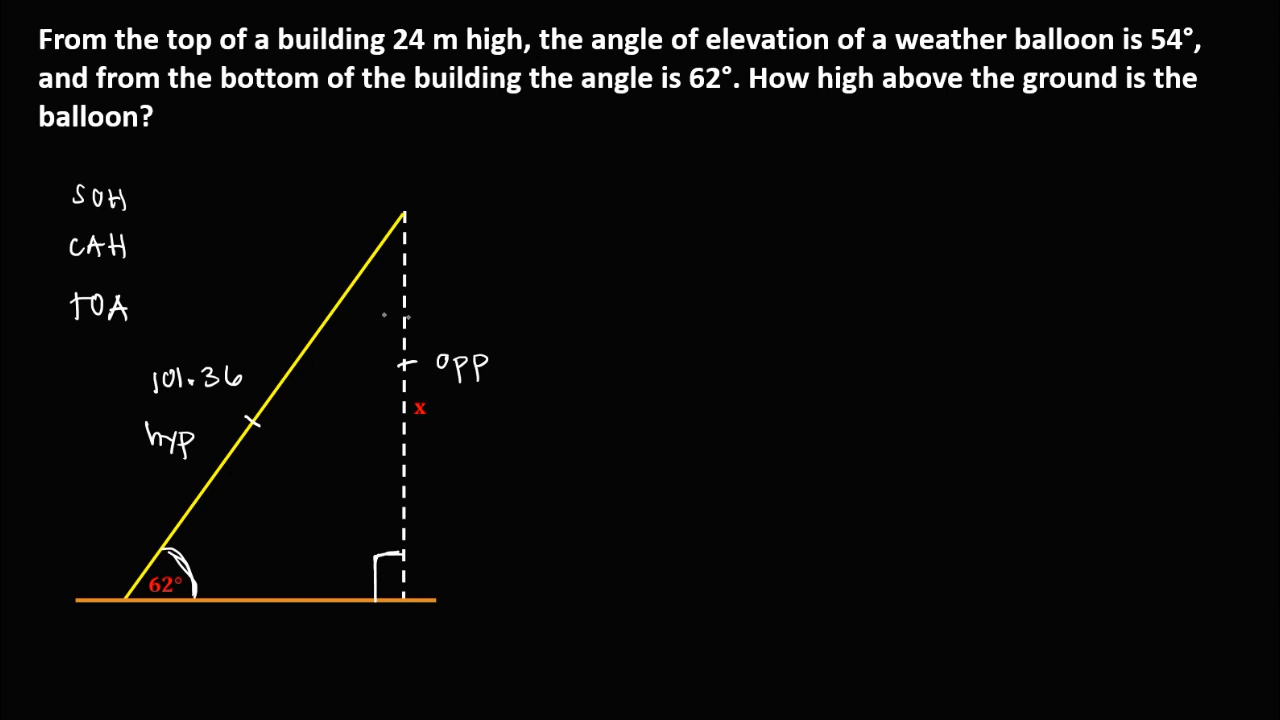 From the top of a building 24 m high, the angle of elevation of a weather balloon is 54°,
and from the bottom of the building the angle is 62°. How high above the ground is the
balloon?
SOH
CAH
TOA
101.36
hyp
opp
x
62°